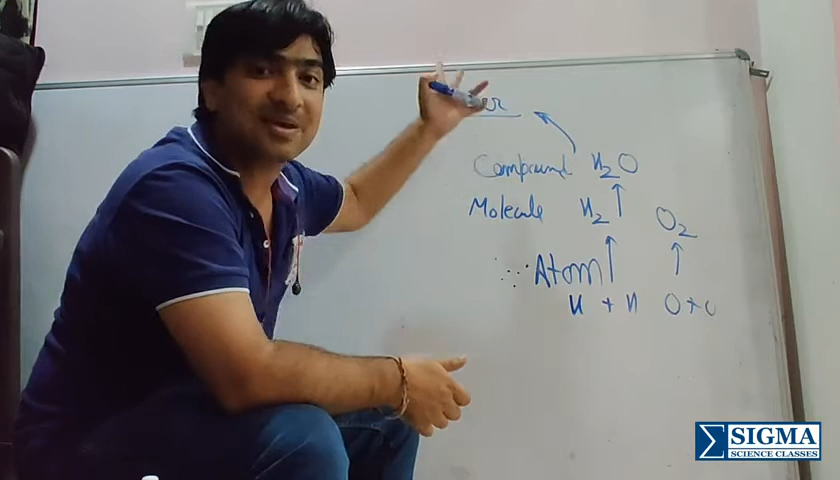 Compound H₂O
Molecule H₂ O₂
Atom
H + H O + O
Σ SIGMA
SCIENCE CLASSES